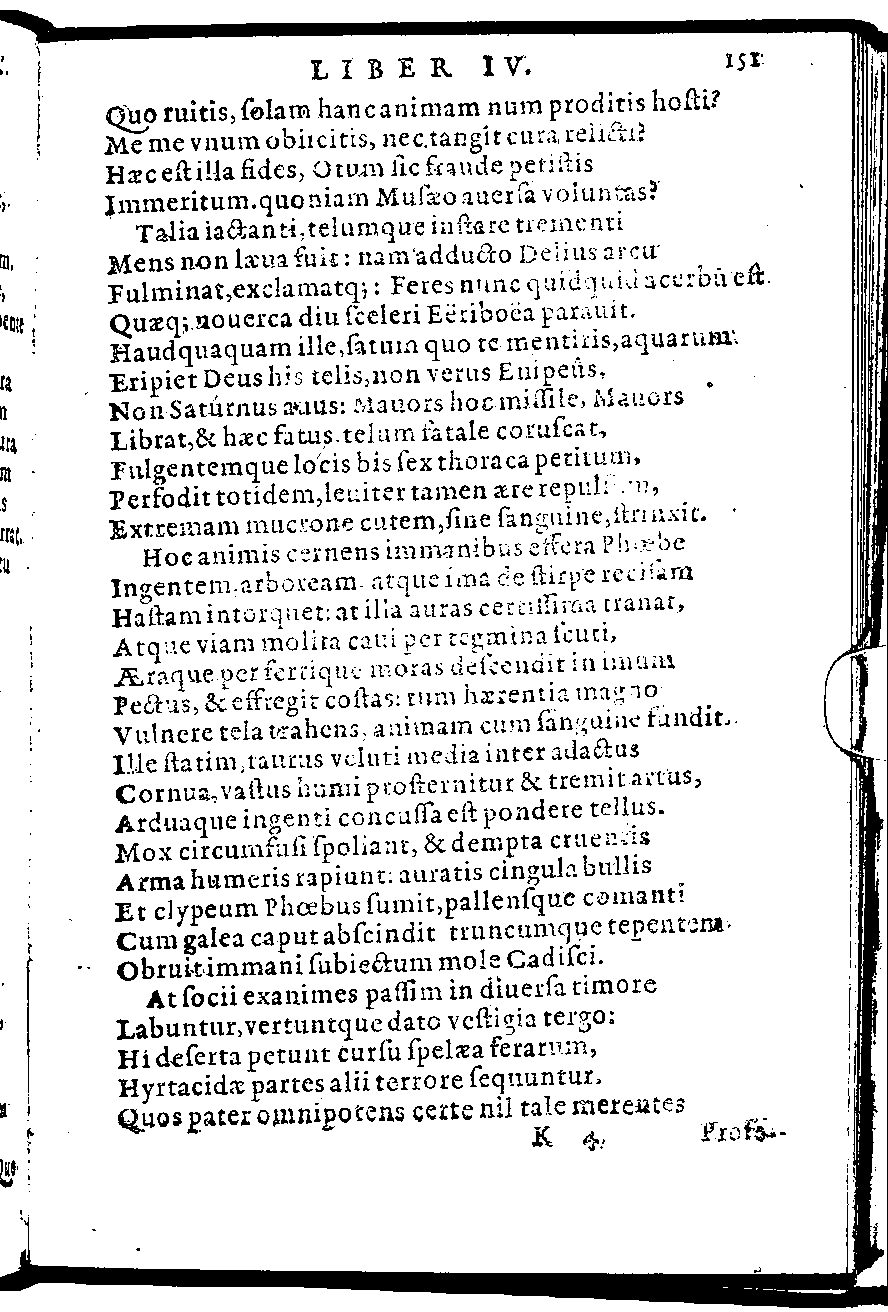 LIBER IV. 151
Quo ruitis, ſolam hanc animam num proditis hoſti?
Me me vnum obiicitis, nec tangit cura relicti?
Hæc eſt illa fides, Otum ſic fraude petiſtis
Immeritum. quoniam Muſæo auerſa voluntas?
Talia iactanti, telumque inſtare trementi
Mens non læua fuit: nam adducto Delius arcu
Fulminat, exclamatq;: Feres nunc quidquid acerbū eſt.
Quæq; nouerca diu ſceleri Eëriboëa parauit.
Haudquaquam ille, ſatum quo te mentiris, aquarum
Eripiet Deus his telis, non verus Enipeûs,
Non Satúrnus auus: Mauors hoc miſſile, Mauors
Librat, & hæc fatus telum fatale coruſcat,
Fulgentemque locis bis ſex thoraca petitum,
Perfodit totidem, leuiter tamen ære
Extremam mucrone cutem, ſine ſanguine, ſtrinxit.
Hoc animis cernens immanibus effera Phœbe
Ingentem arboream atque ima de ſtirpe reciſam
Haſtam intorquet: at illa auras certiſſima tranat,
Atque viam molita caui per tegmina ſcuti,
Æraque per ferrique moras deſcendit in imum
Pectus, & effregit coſtas: tum hærentia magno
Vulnere tela trahens, animam cum ſanguine fundit.
Ille ſtatim, taurus veluti media inter adactus
Cornua, vaſtus humi proſternitur & tremit artus,
Arduaque ingenti concuſſa eſt pondere tellus.
Mox circumfuſi ſpoliant, & dempta cruentis
Arma humeris rapiunt: auratis cingula bullis
Et clypeum Phœbus ſumit, pallenſque comanti
Cum galea caput abſcindit truncumque tepentem
Obruit immani ſubiectum mole Cadiſci.
At ſocii exanimes paſſim in diuerſa timore
Labuntur, vertuntque dato veſtigia tergo:
Hi deſerta petunt curſu ſpelæa ferarum,
Hyrtacidæ partes alii terrore ſequuntur.
Quos pater omnipotens certe nil tale merentes
K 4